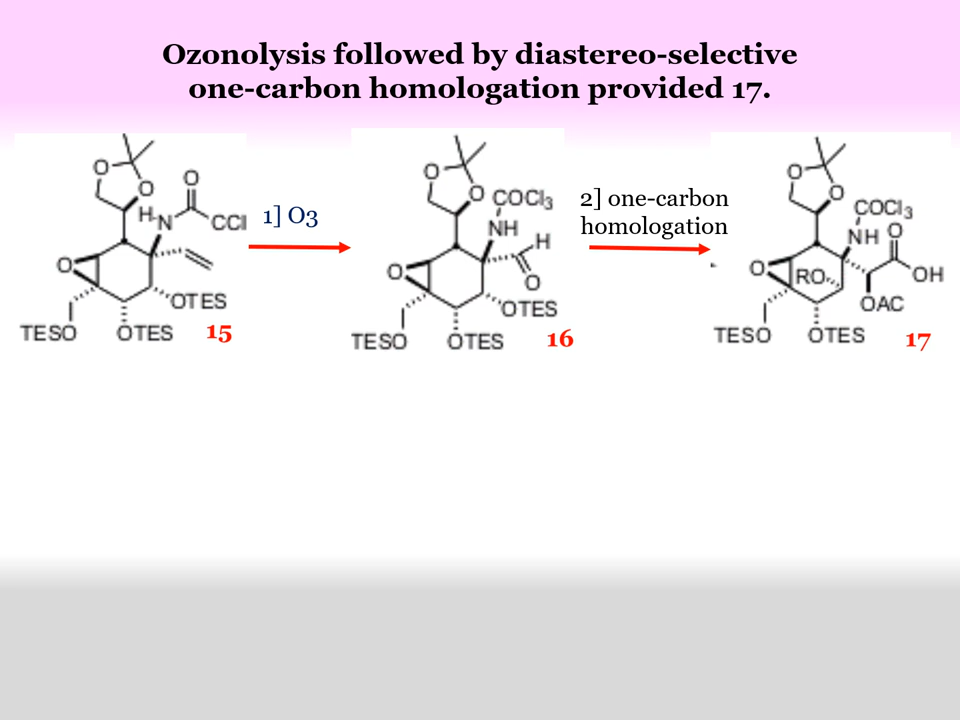 Ozonolysis followed by diastereo-selective
one-carbon homologation provided 17.
O
O
O
H
N
CCl
O
OTES
TESO
OTES
15
1] O3
O
O
COCl3
NH
H
O
O
OTES
TESO
OTES
16
2] one-carbon
homologation
O
O
COCl3
NH
O
O
RO
OH
OAC
TESO
OTES
17